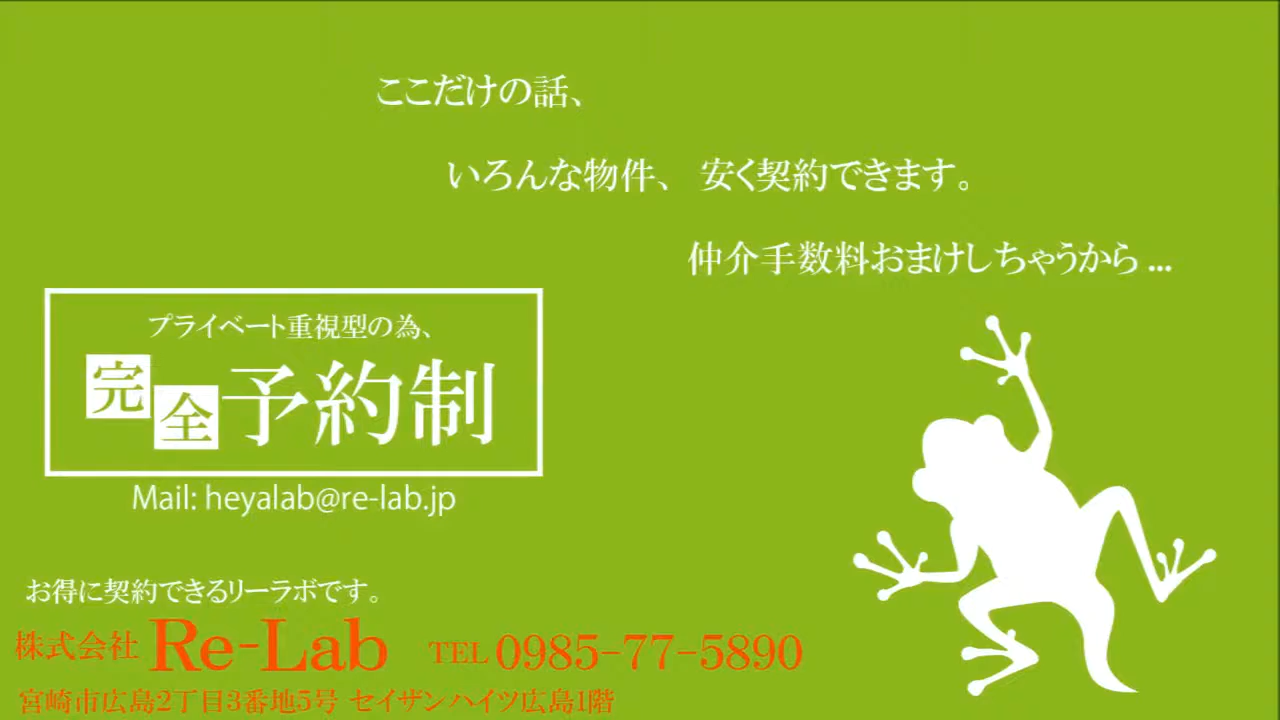 ここだけの話、
いろんな物件、 安く契約できます。
仲介手数料おまけしちゃうから...
プライベート重視型の為、
完全予約制
Mail: heyalab@re-lab.jp
お得に契約できるリーラボです。
株式会社 Re-Lab TEL 0985-77-5890
宮崎市広島2丁目3番地5号 セイザンハイツ広島1階